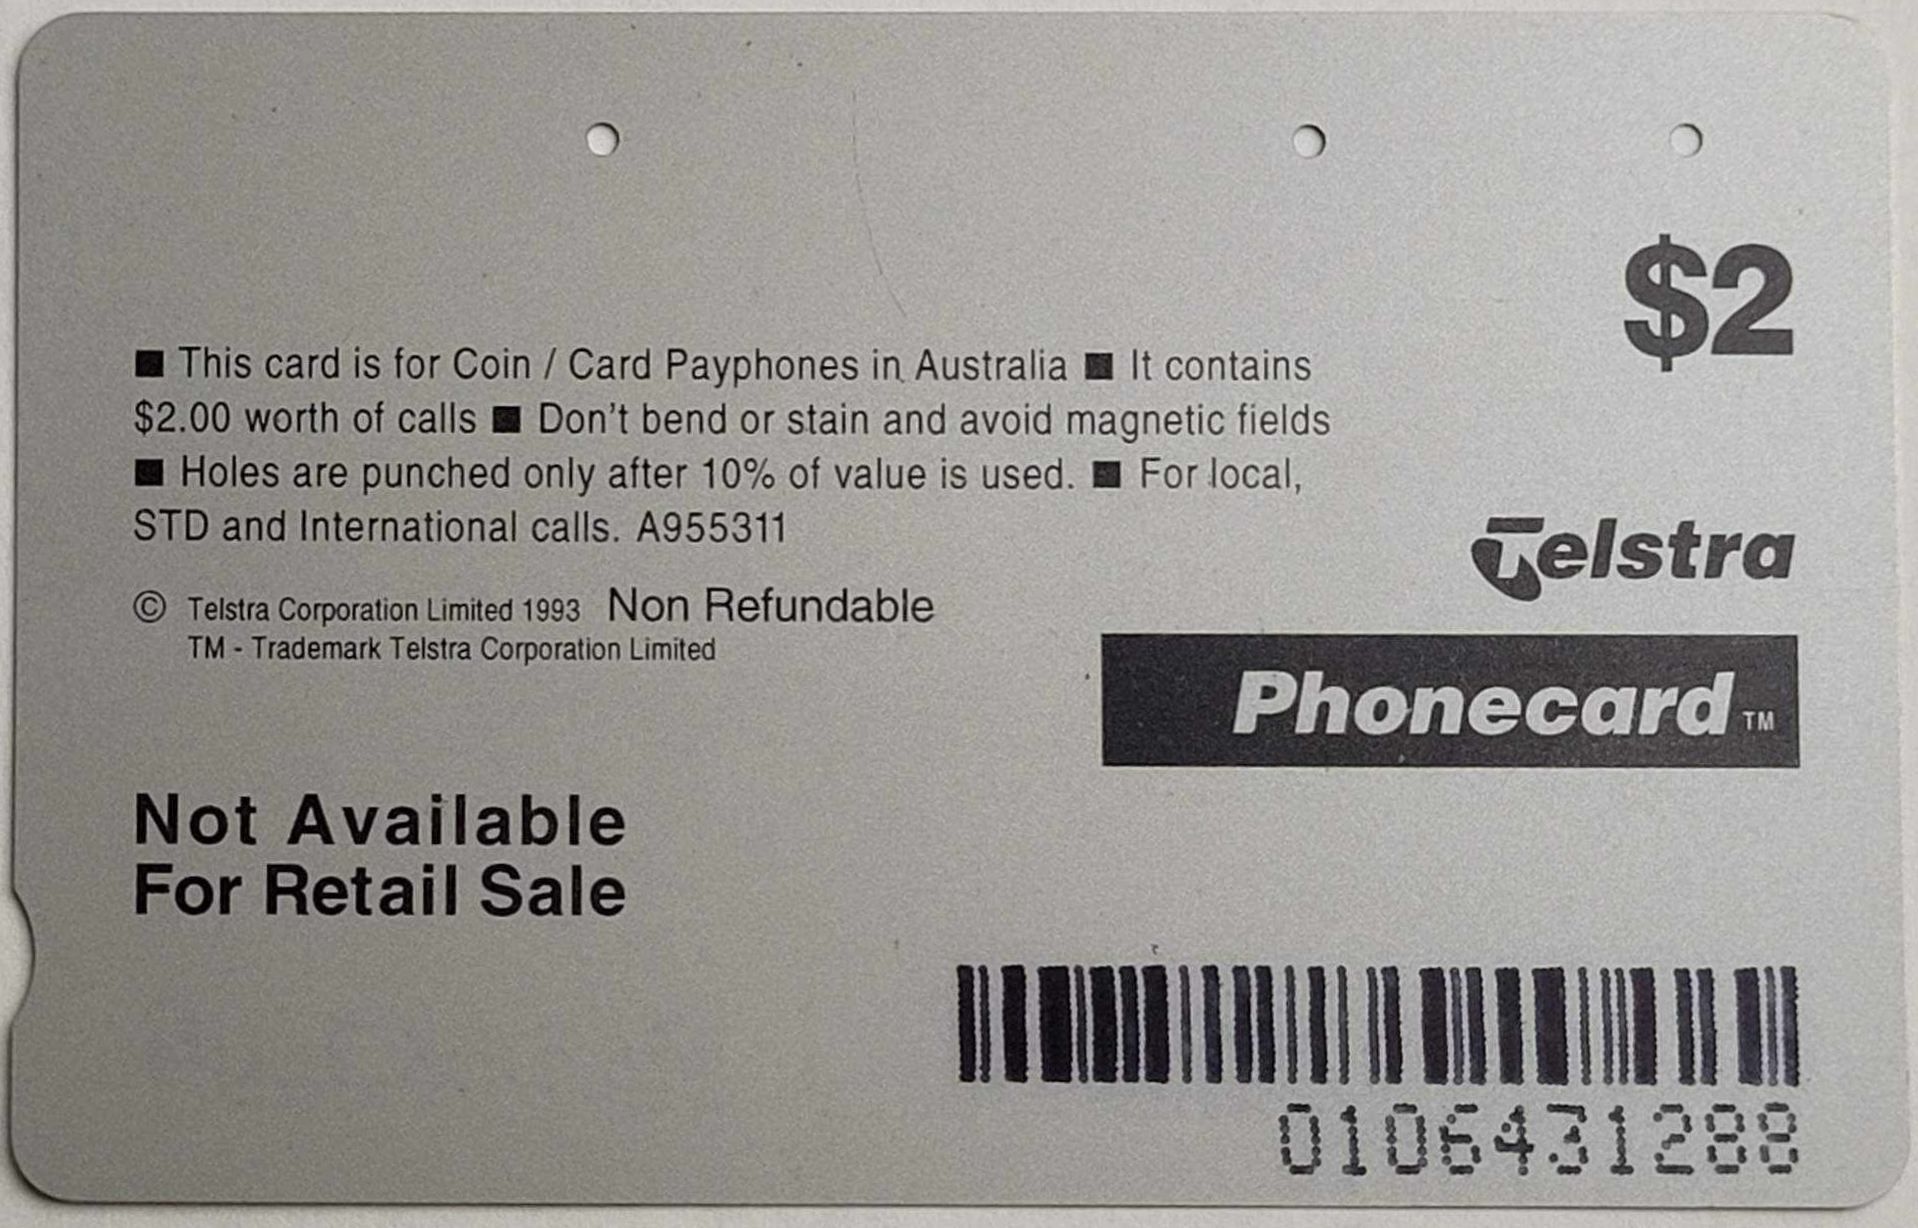 $2
■ This card is for Coin / Card Payphones in Australia ■ It contains
$2.00 worth of calls ■ Don't bend or stain and avoid magnetic fields
■ Holes are punched only after 10% of value is used. ■ For local,
STD and International calls. A955311
Telstra
© Telstra Corporation Limited 1993 Non Refundable
TM - Trademark Telstra Corporation Limited
Phonecard TM
Not Available
For Retail Sale
0106431288